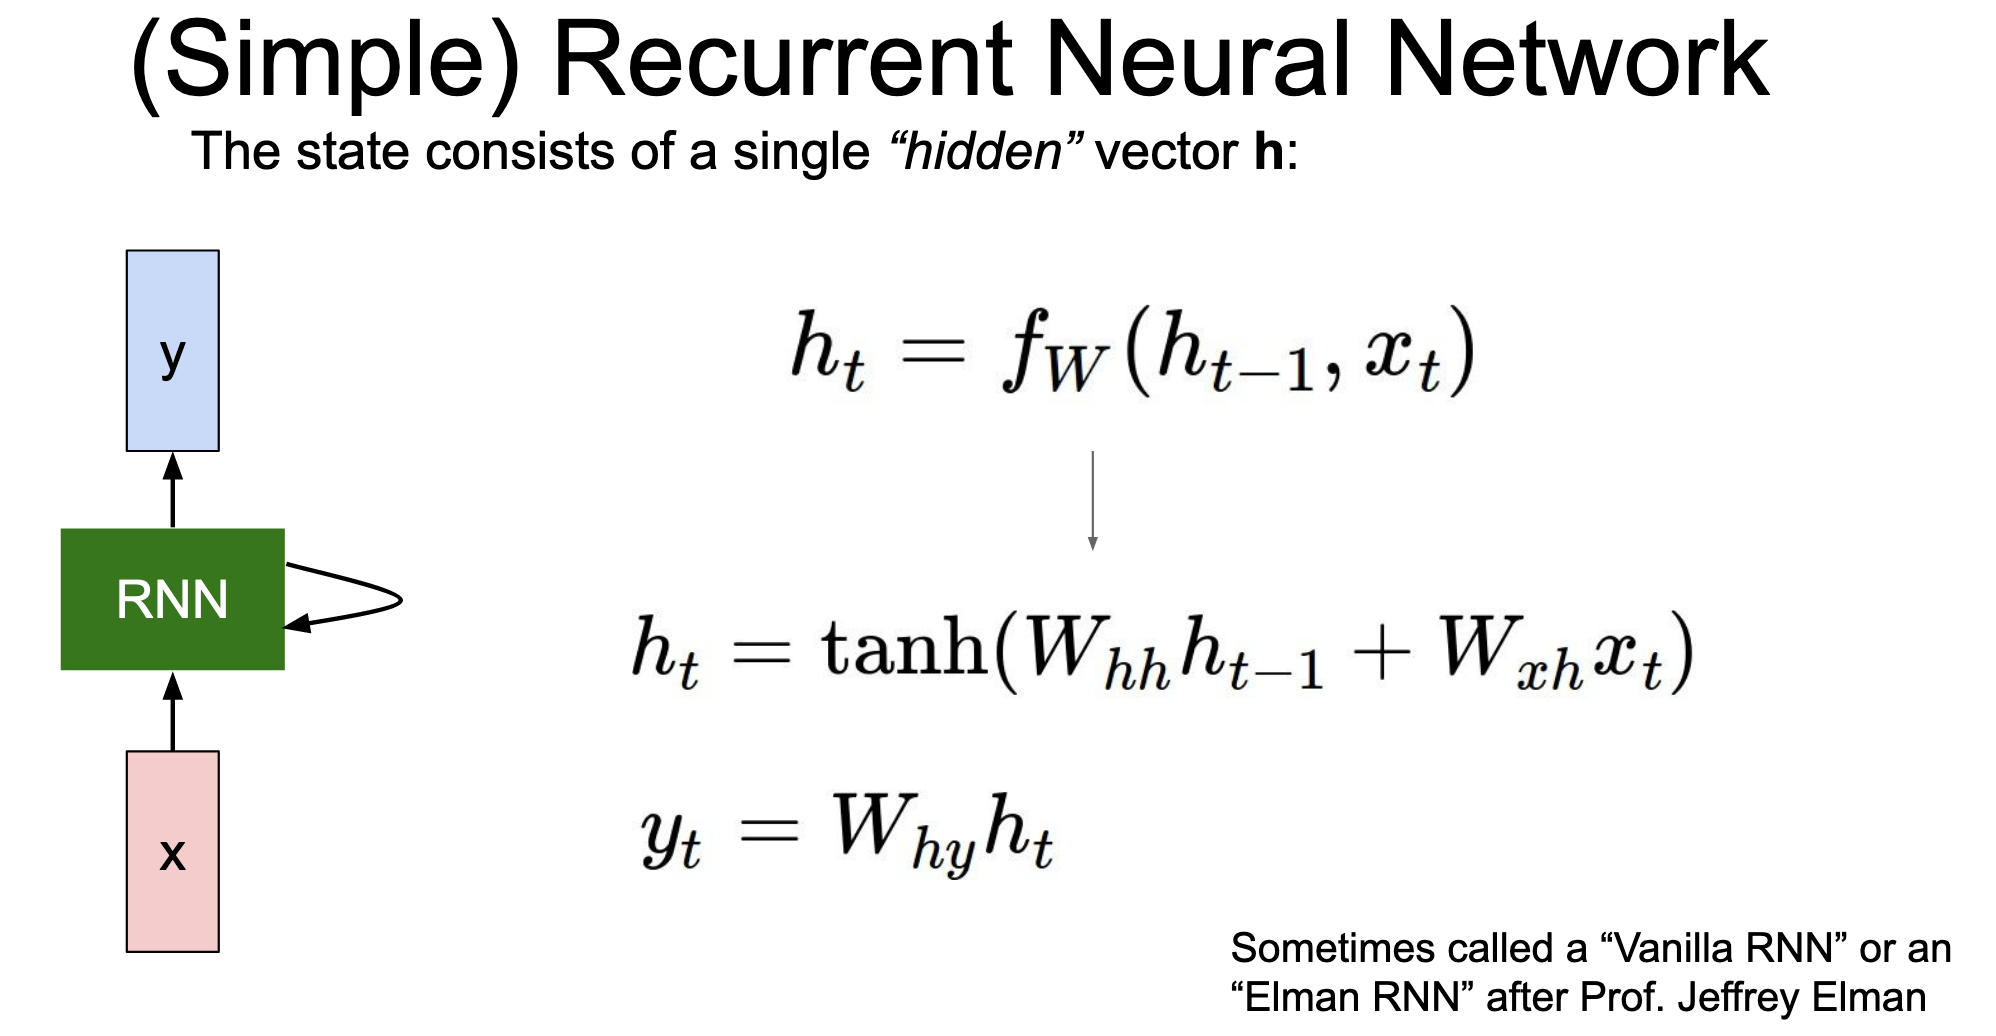 (Simple) Recurrent Neural Network
The state consists of a single “hidden” vector h:
y
RNN
x
h_t = f_W(h_{t-1}, x_t)
h_t = tanh(W_{hh}h_{t-1} + W_{xh}x_t)
y_t = W_{hy}h_t
Sometimes called a “Vanilla RNN” or an
“Elman RNN” after Prof. Jeffrey Elman